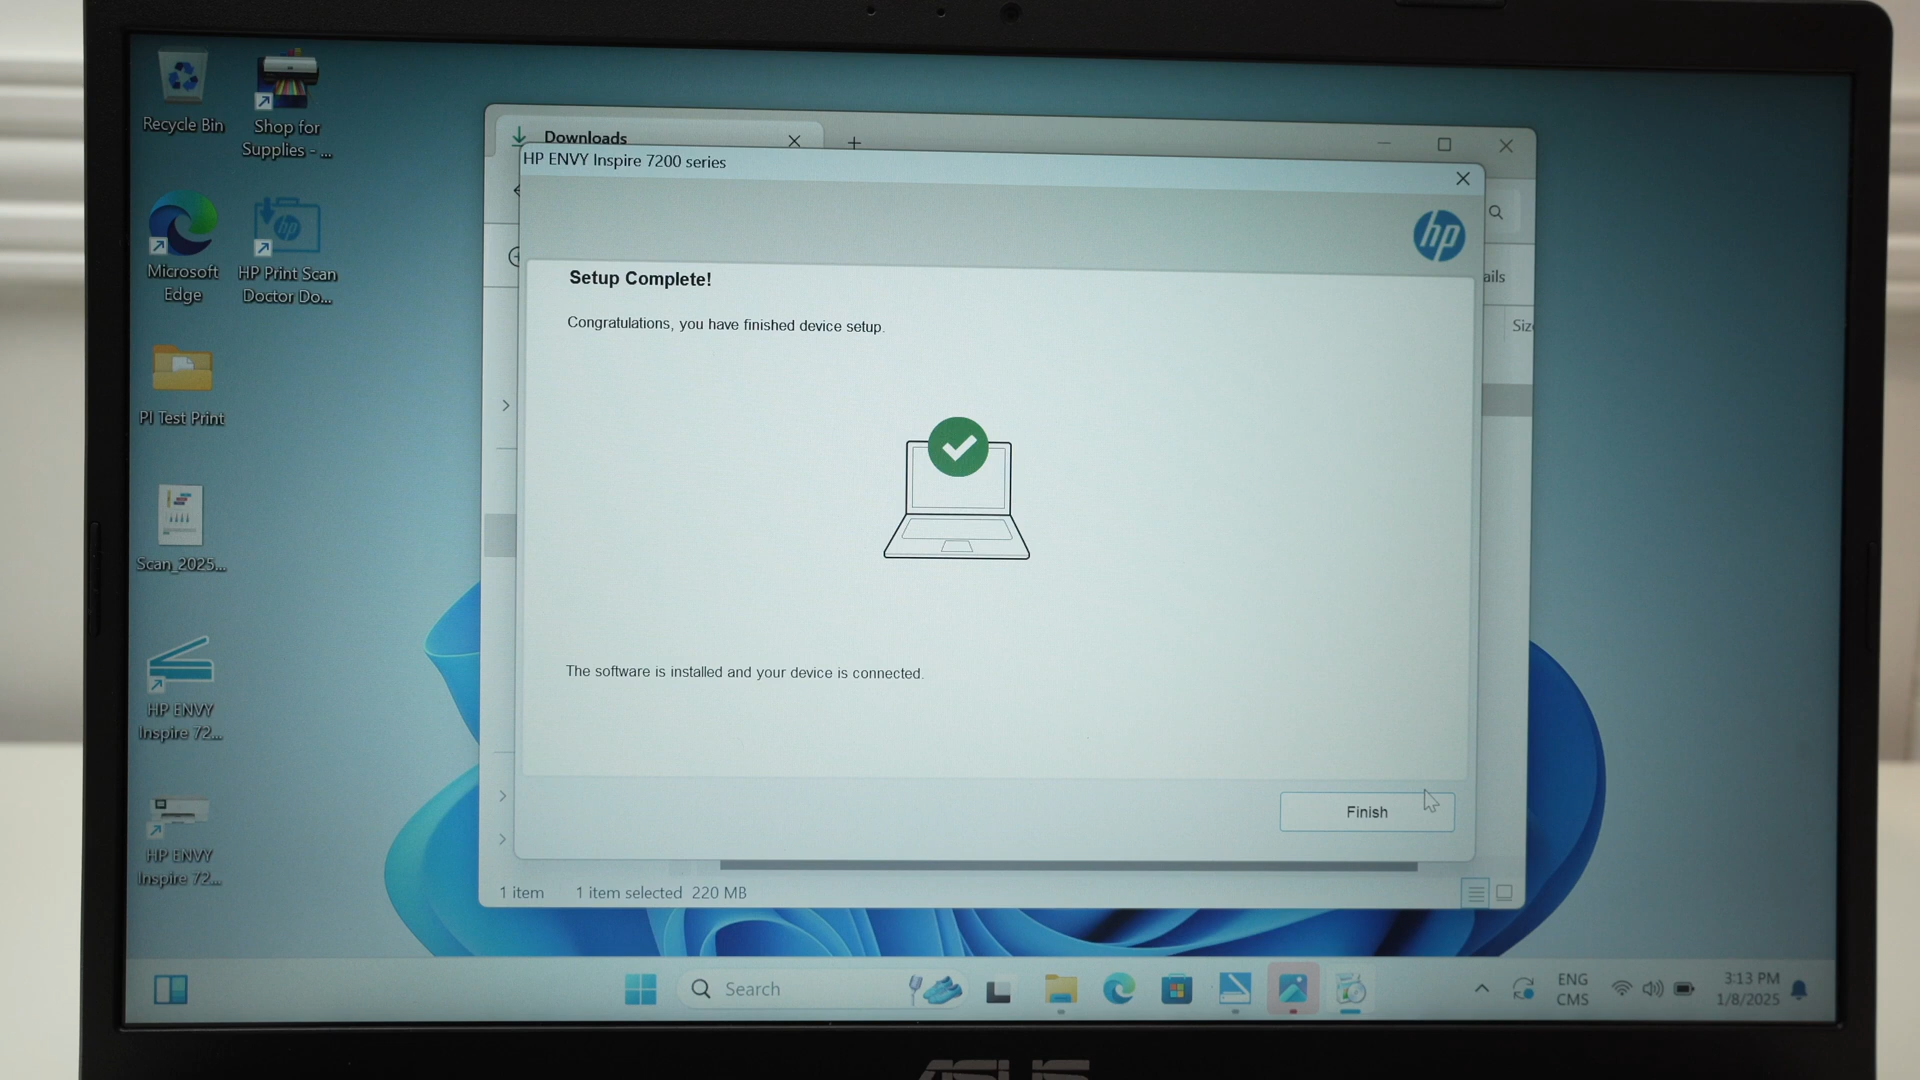 Recycle Bin
Shop for
Supplies - ...
Microsoft
Edge
HP Print Scan
Doctor Do...
PI Test Print
Scan_2025...
HP ENVY
Inspire 72...
HP ENVY
Inspire 72...
Downloads
HP ENVY Inspire 7200 series
hp
ails
Siz
Setup Complete!
Congratulations, you have finished device setup.
The software is installed and your device is connected.
Finish
1 item
1 item selected 220 MB
Search
ENG
CMS
3:13 PM
1/8/2025
ASUS